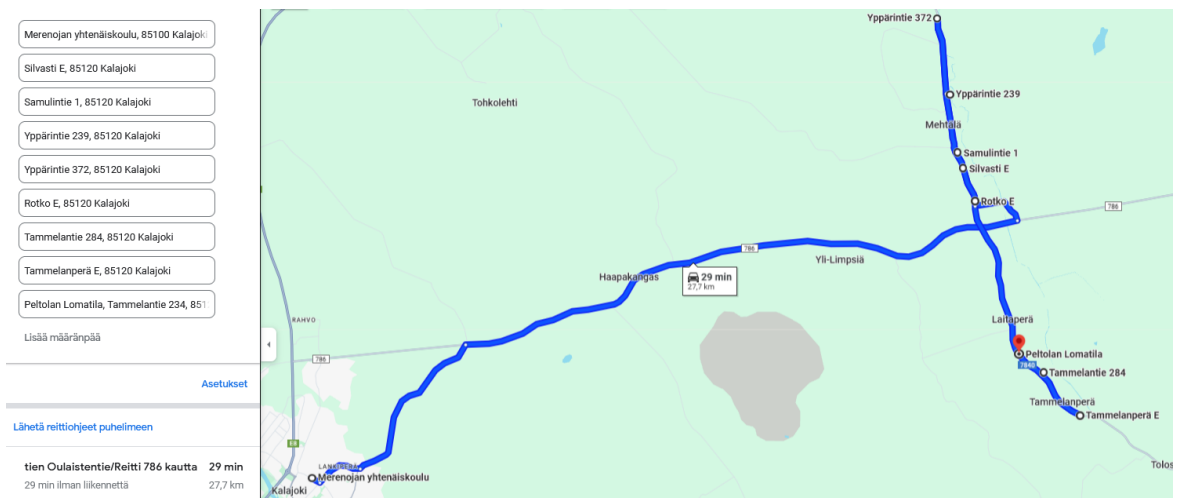 Merenojan yhtenäiskoulu, 85100 Kalajoki
Silvasti E, 85120 Kalajoki
Samulintie 1, 85120 Kalajoki
Yppärintie 239, 85120 Kalajoki
Yppärintie 372, 85120 Kalajoki
Rotko E, 85120 Kalajoki
Tammelantie 284, 85120 Kalajoki
Tammelanperä E, 85120 Kalajoki
Peltolan Lomatila, Tammelantie 234, 851
Lisää määränpää
Asetukset
Lähetä reittiohjeet puhelimeen
tien Oulaistentie/Reitti 786 kautta 29 min
29 min ilman liikennettä 27,7 km
Yppärintie 372
Yppärintie 239
Tohkolehti
Mehtälä
Samulintie 1
Silvasti E
Rotko E
786
786
Yli-Limpsiä
Haapakangas
29 min
27,7 km
RAHVO
Laitaperä
786
Peltolan Lomatila
7840
Tammelantie 284
Tammelanperä
Tammelanperä E
Tolos
E8
Merenojan yhtenäiskoulu
Kalajoki